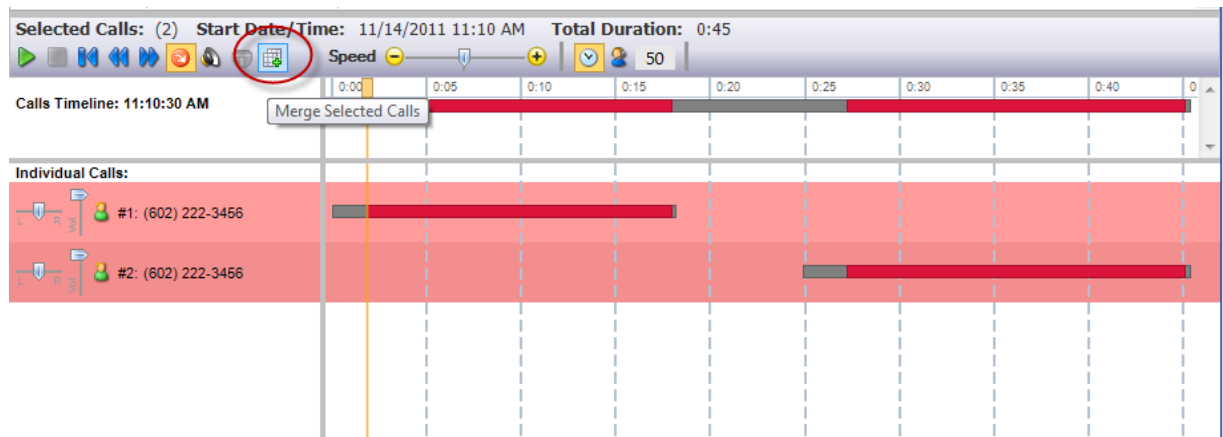 Selected Calls: (2) Start Date/Time: 11/14/2011 11:10 AM Total Duration: 0:45
Speed 50
0:00 0:05 0:10 0:15 0:20 0:25 0:30 0:35 0:40 0
Calls Timeline: 11:10:30 AM
Merge Selected Calls
Individual Calls:
L R Vol #1: (602) 222-3456
L R Vol #2: (602) 222-3456